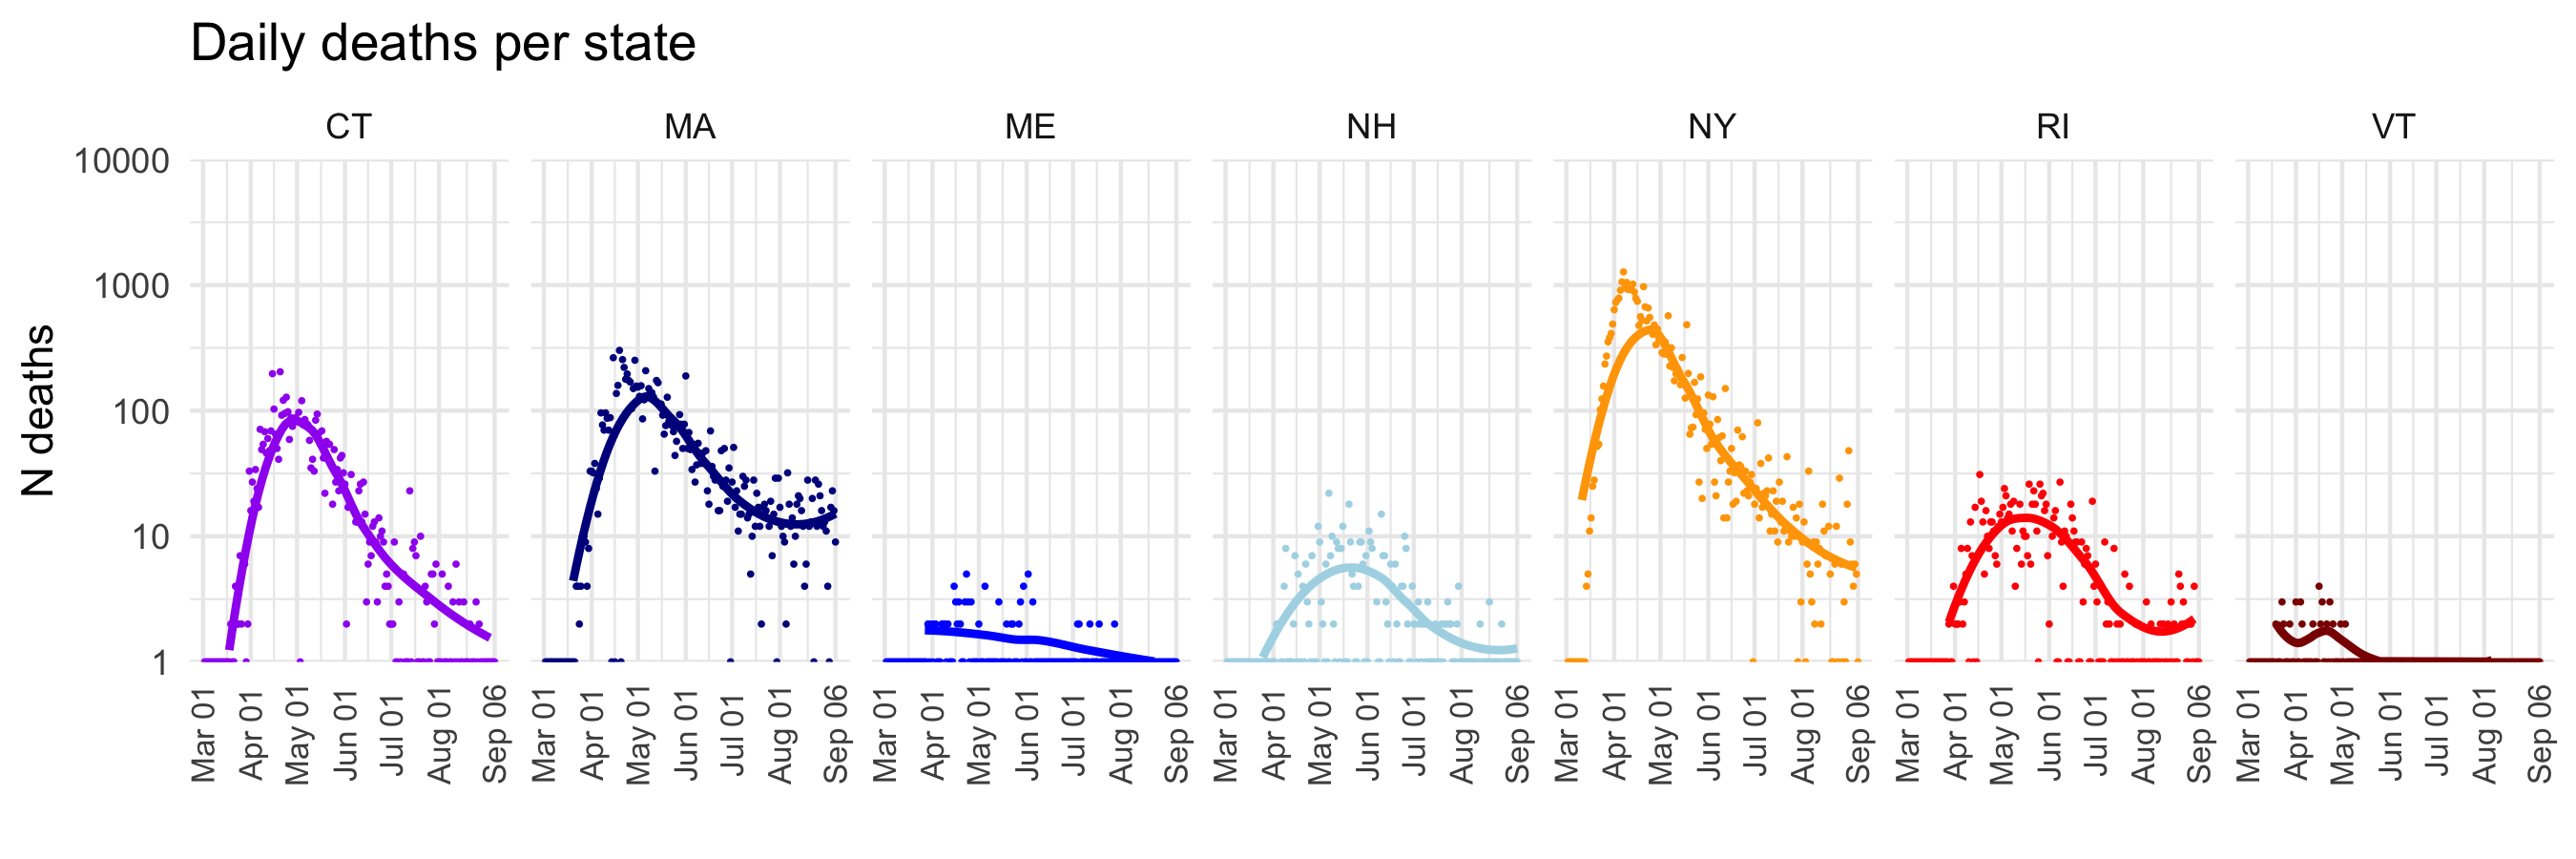 Daily deaths per state
CT MA ME NH NY RI VT
10000
1000
100
10
1
N deaths
Mar 01 Apr 01 May 01 Jun 01 Jul 01 Aug 01 Sep 06 Mar 01 Apr 01 May 01 Jun 01 Jul 01 Aug 01 Sep 06 Mar 01 Apr 01 May 01 Jun 01 Jul 01 Aug 01 Sep 06 Mar 01 Apr 01 May 01 Jun 01 Jul 01 Aug 01 Sep 06 Mar 01 Apr 01 May 01 Jun 01 Jul 01 Aug 01 Sep 06 Mar 01 Apr 01 May 01 Jun 01 Jul 01 Aug 01 Sep 06 Mar 01 Apr 01 May 01 Jun 01 Jul 01 Aug 01 Sep 06